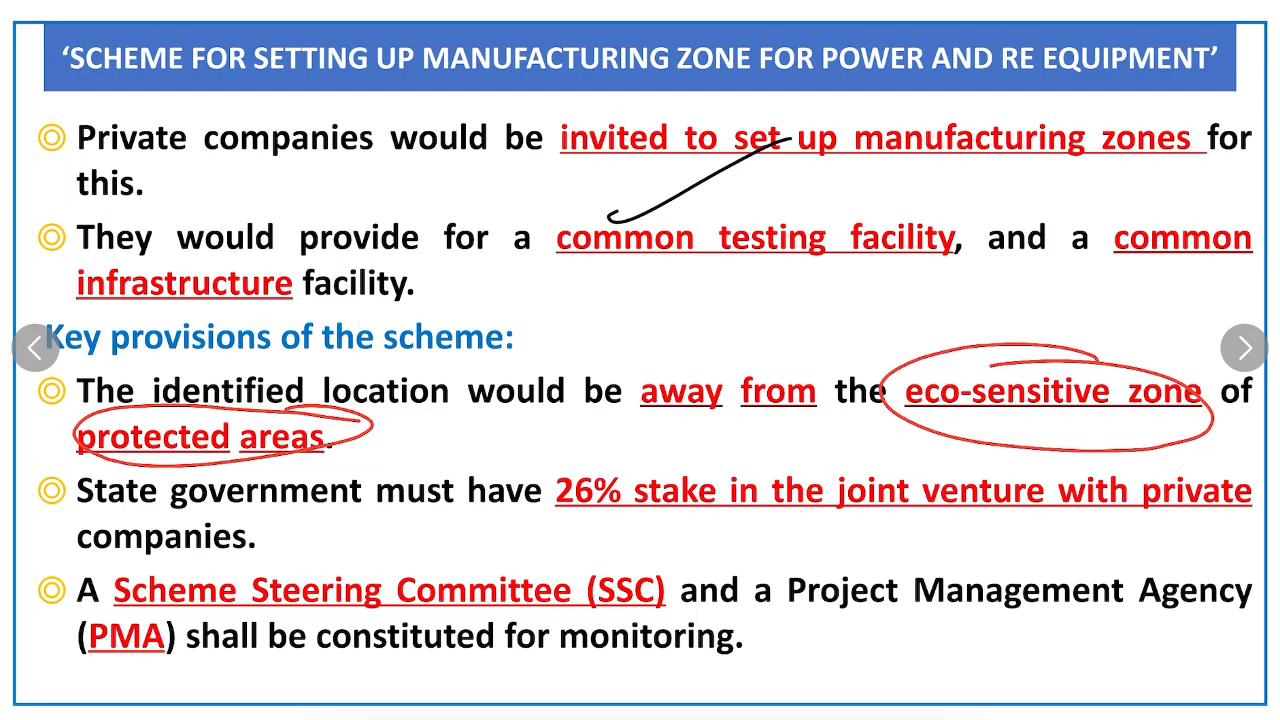 ‘SCHEME FOR SETTING UP MANUFACTURING ZONE FOR POWER AND RE EQUIPMENT’
Private companies would be invited to set up manufacturing zones for
this.
They would provide for a common testing facility, and a common
infrastructure facility.
Key provisions of the scheme:
The identified location would be away from the eco-sensitive zone of
protected areas.
State government must have 26% stake in the joint venture with private
companies.
A Scheme Steering Committee (SSC) and a Project Management Agency
(PMA) shall be constituted for monitoring.